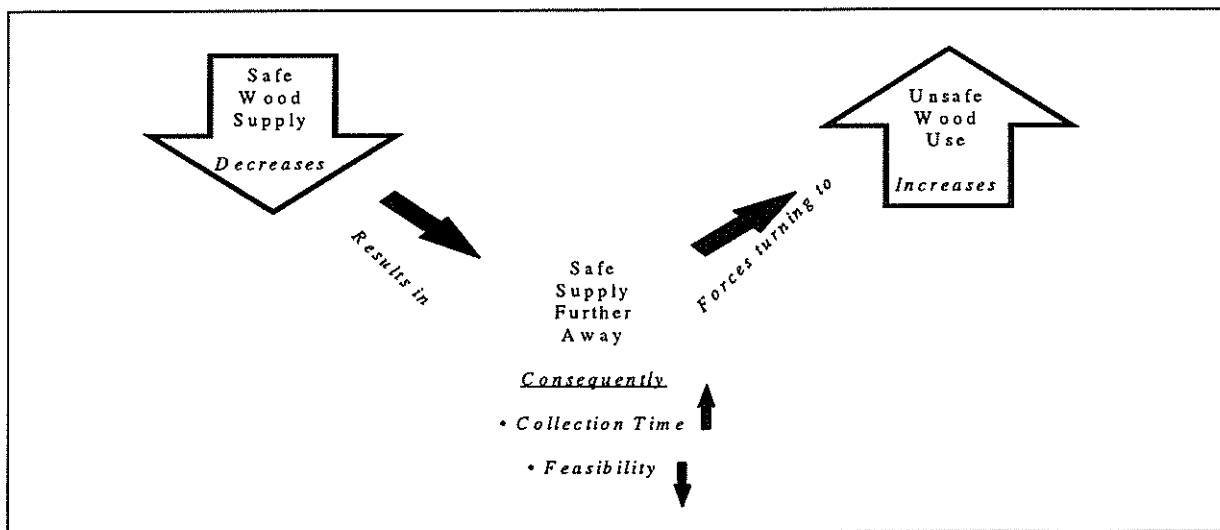 Safe
Wood
Supply
Decreases
Results in
Safe
Supply
Further
Away
Consequently
• Collection Time
• Feasibility
Forces turning to
Unsafe
Wood
Use
Increases